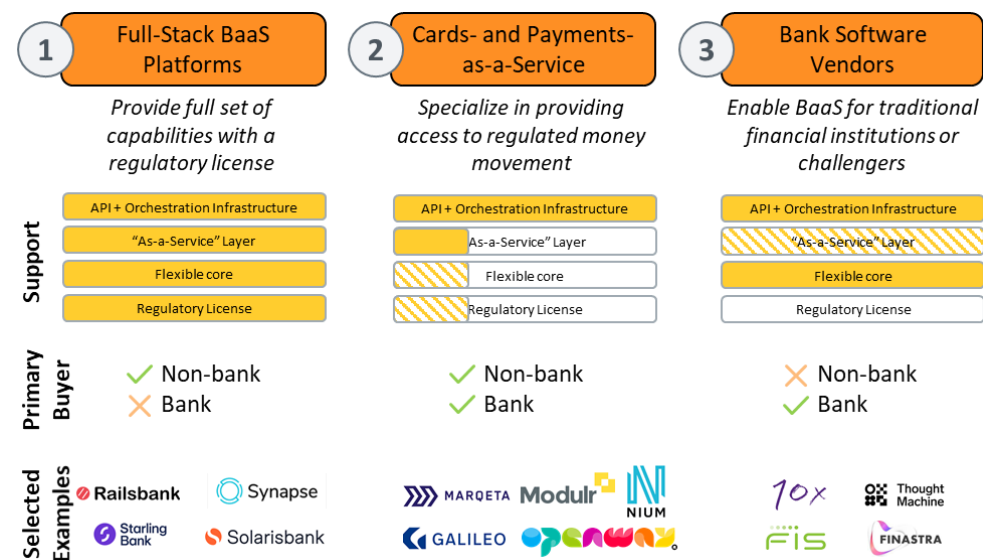 1
Full-Stack BaaS
Platforms
Provide full set of
capabilities with a
regulatory license
2
Cards- and Payments-
as-a-Service
Specialize in providing
access to regulated money
movement
3
Bank Software
Vendors
Enable BaaS for traditional
financial institutions or
challengers
Support
API + Orchestration Infrastructure
“As-a-Service” Layer
Flexible core
Regulatory License
API + Orchestration Infrastructure
As-a-Service” Layer
Flexible core
Regulatory License
API + Orchestration Infrastructure
“As-a-Service” Layer
Flexible core
Regulatory License
Primary
Buyer
Non-bank
Bank
Non-bank
Bank
Non-bank
Bank
Selected
Examples
Railsbank
Synapse
Starling
Bank
Solarisbank
MARQETA
Modulr
NIUM
GALILEO
openway.
10x
Thought
Machine
FIS
FINASTRA